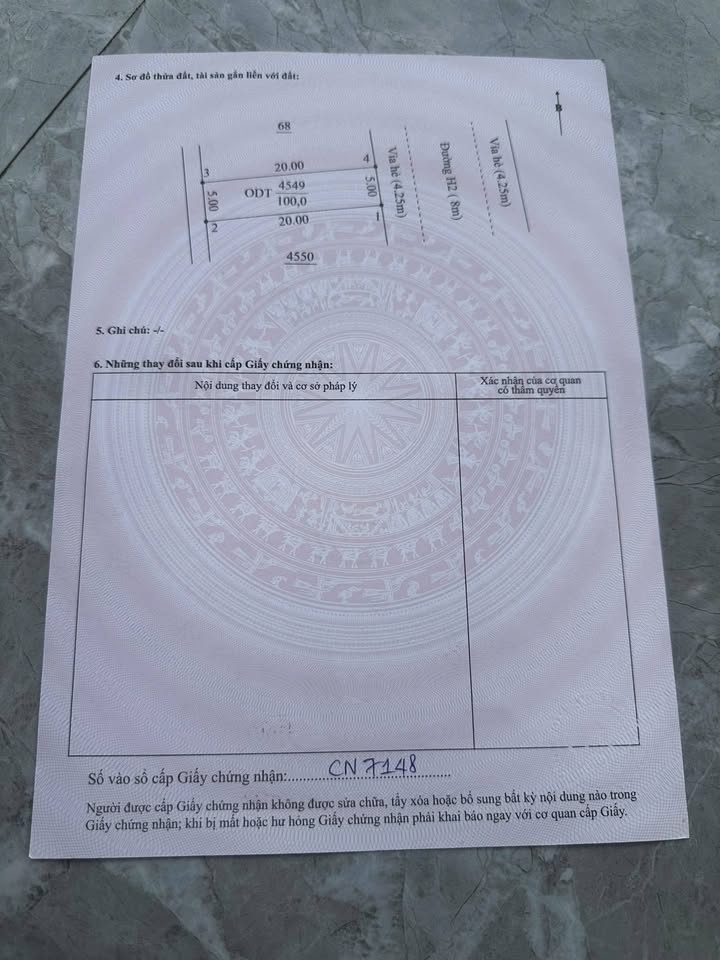 4. Sơ đồ thửa đất, tài sản gắn liền với đất:
B
68
3
20.00
4
5.00
ODT
4549
100,0
5.00
2
20.00
1
4550
Vỉa hè (4,25m)
Đường H2 ( 8m)
Vỉa hè (4,25m)
5. Ghi chú: -/-
6. Những thay đổi sau khi cấp Giấy chứng nhận:
Nội dung thay đổi và cơ sở pháp lý
Xác nhận của cơ quan
có thẩm quyền
Số vào sổ cấp Giấy chứng nhận: CN 7148
Người được cấp Giấy chứng nhận không được sửa chữa, tẩy xóa hoặc bổ sung bất kỳ nội dung nào trong
Giấy chứng nhận; khi bị mất hoặc hư hỏng Giấy chứng nhận phải khai báo ngay với cơ quan cấp Giấy.